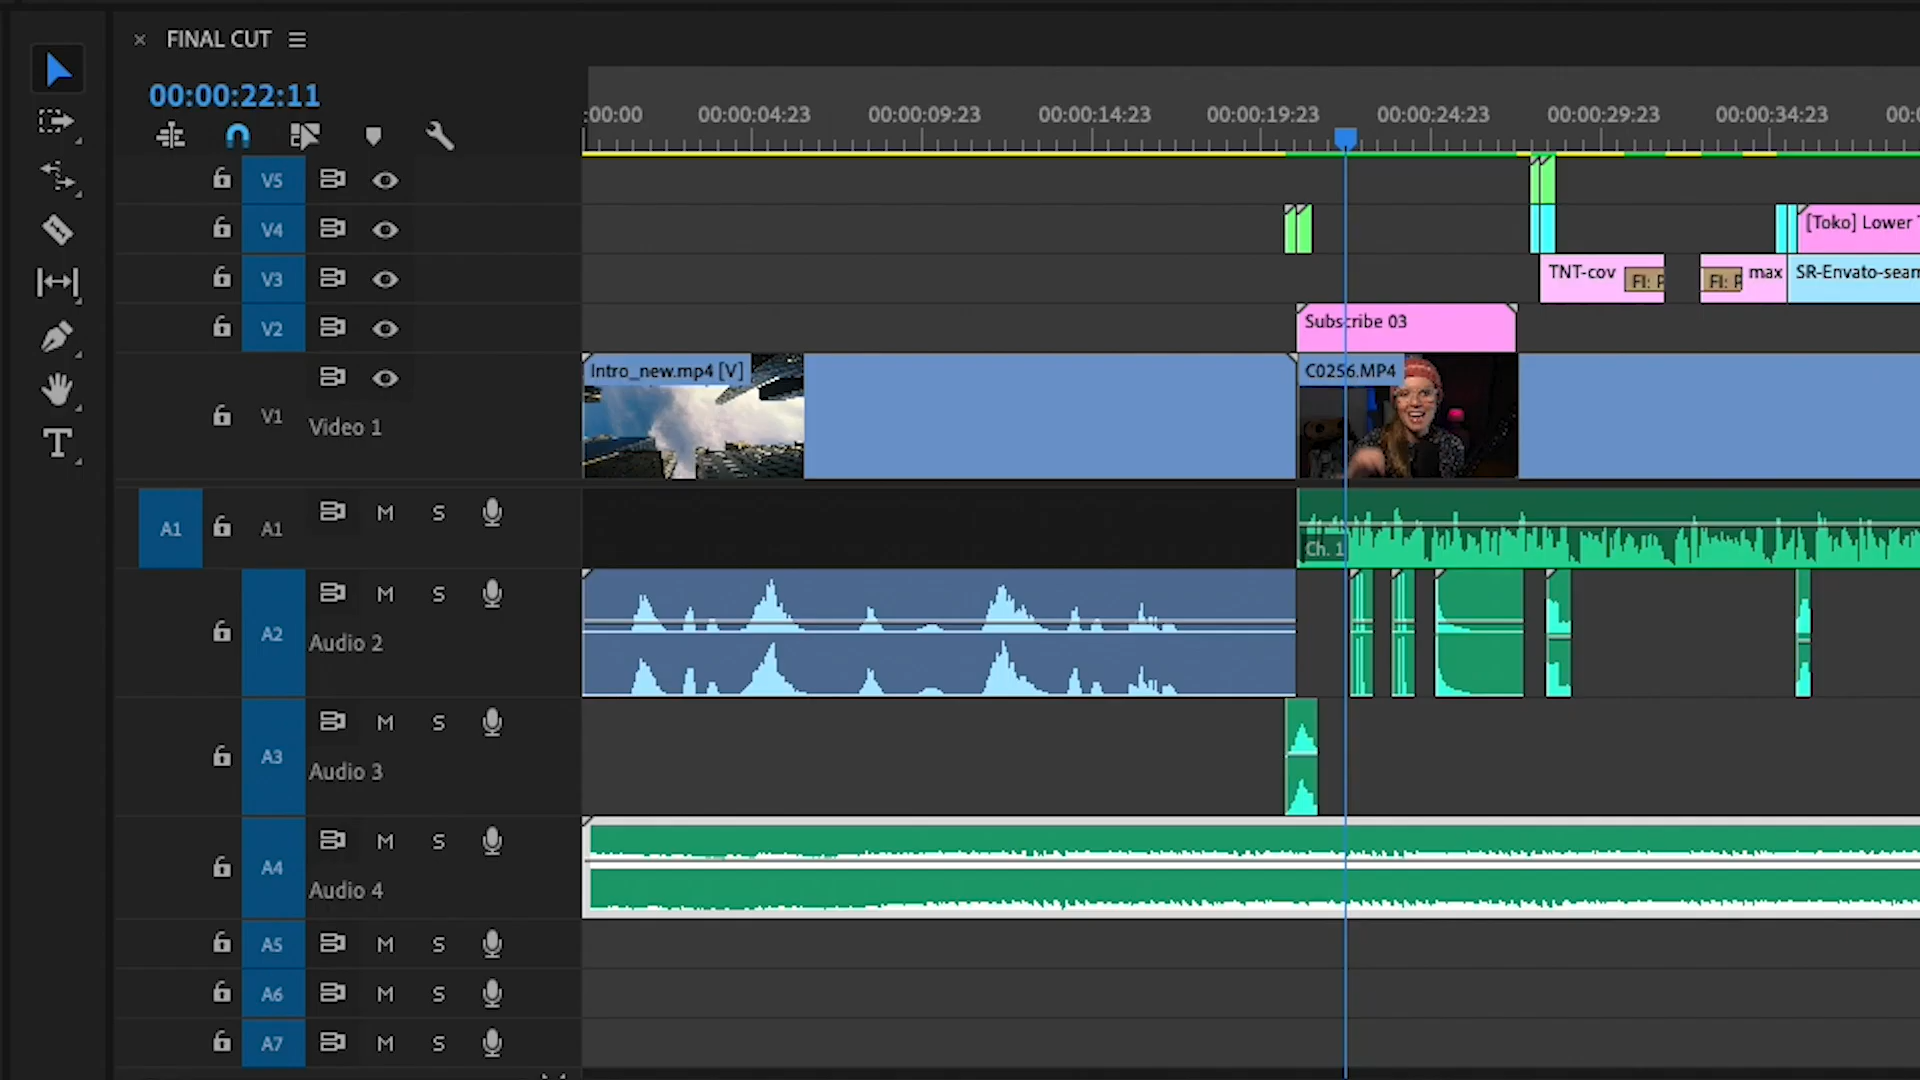 × FINAL CUT
00:00:22:11
:00:00 00:00:04:23 00:00:09:23 00:00:14:23 00:00:19:23 00:00:24:23 00:00:29:23 00:00:34:23 00:0
V5
V4 [Toko] Lower
V3 TNT-cov max SR-Envato-sean
V2 Subscribe 03
Intro_new.mp4 [V] C0256.MP4
V1 Video 1
A1 A1 M S
Ch. 1
M S
A2 Audio 2
M S
A3 Audio 3
M S
A4 Audio 4
A5 M S
A6 M S
A7 M S
T